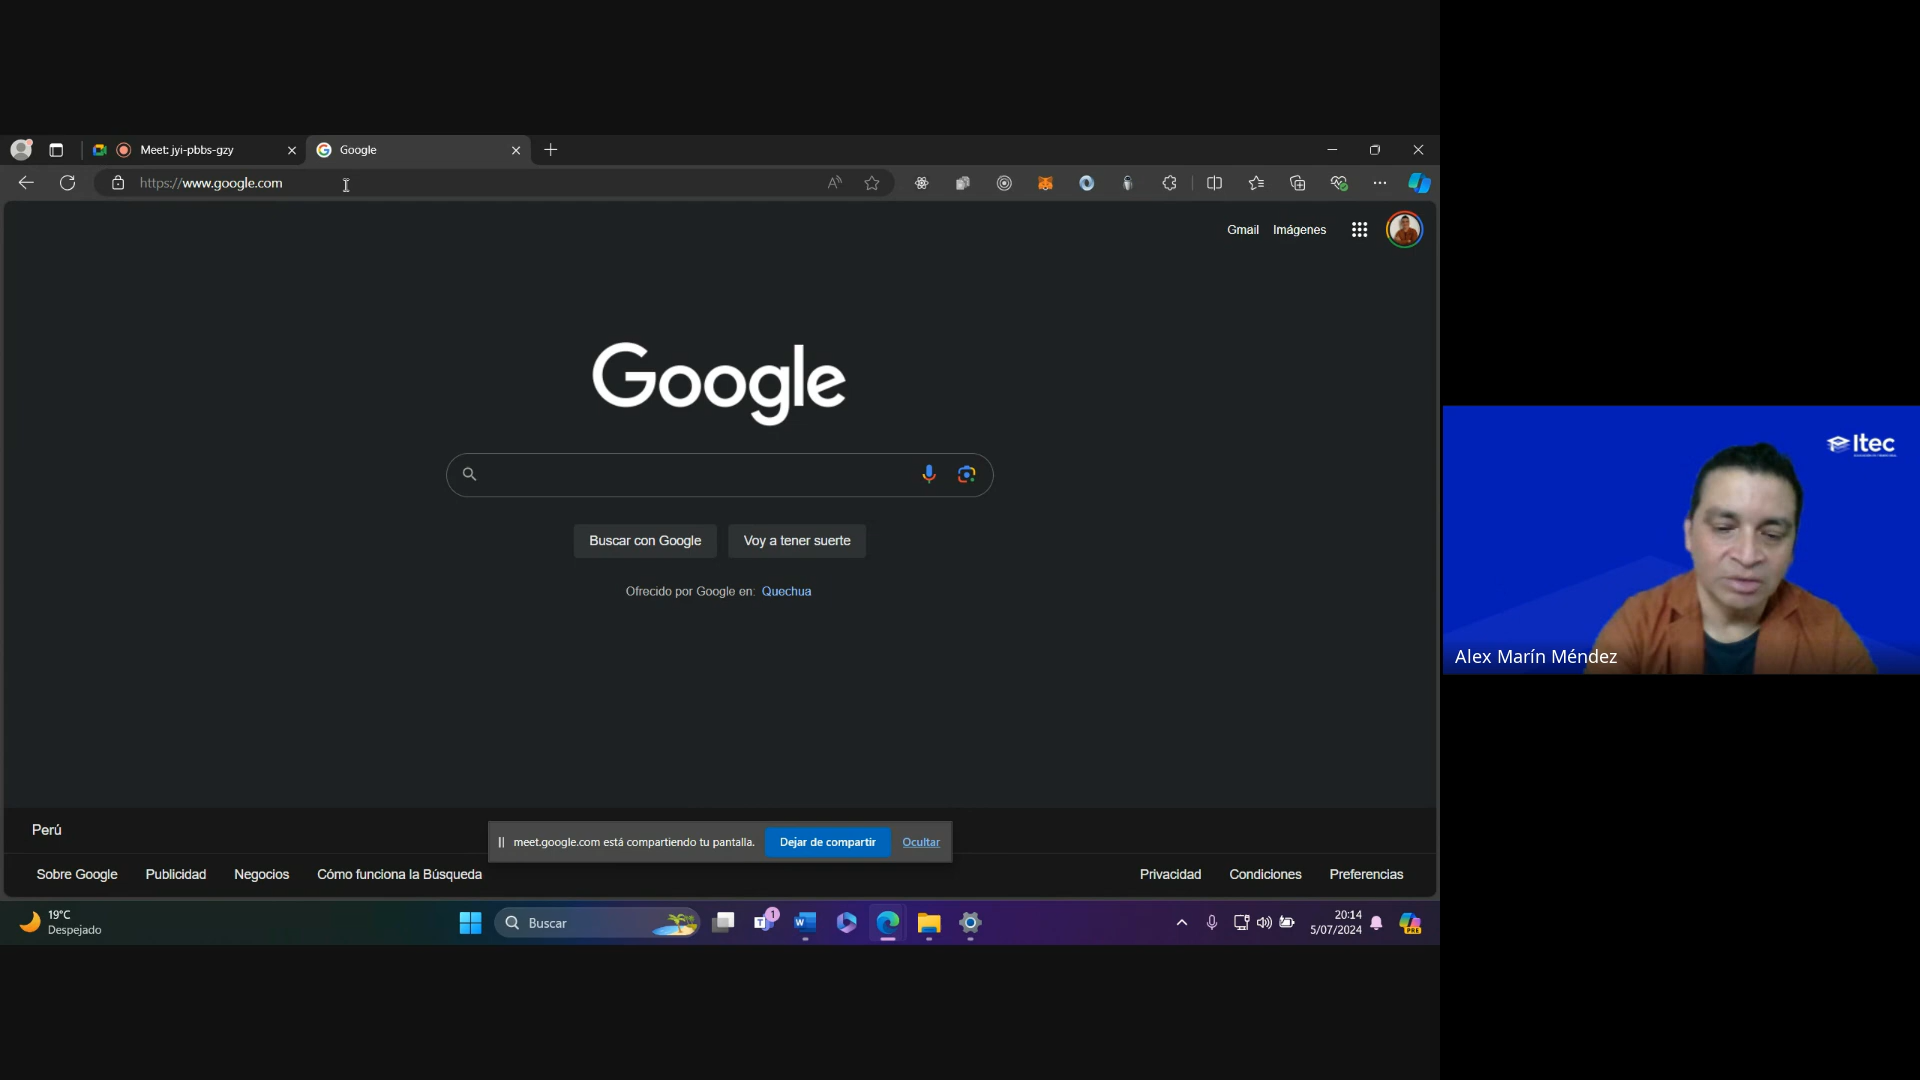 Meet: jyi-pbbs-gzy
Google
https://www.google.com
Gmail Imágenes
Google
Buscar con Google Voy a tener suerte
Ofrecido por Google en: Quechua
Perú
meet.google.com está compartiendo tu pantalla. Dejar de compartir Ocultar
Sobre Google Publicidad Negocios Cómo funciona la Búsqueda Privacidad Condiciones Preferencias
19°C
Despejado
Buscar
1
20:14
5/07/2024
PRE
Itec
Alex Marín Méndez